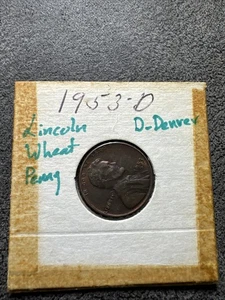 1953-D
Lincoln D-Denver
Wheat
Penny